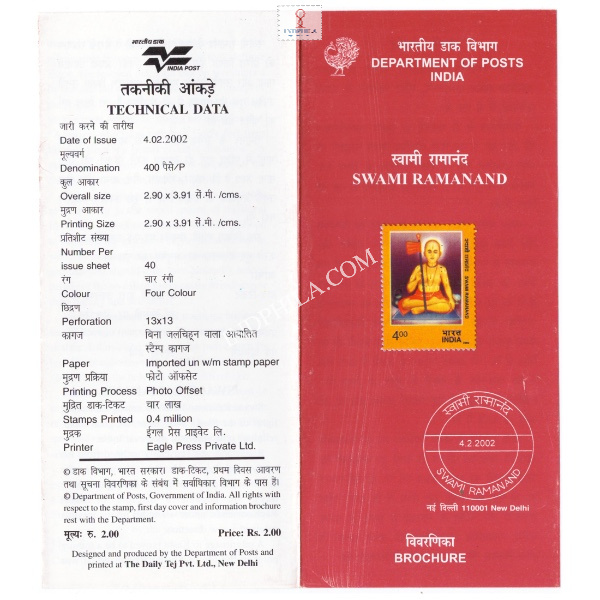 भारतीय डाक
INDIA POST
तकनीकी आंकड़े
TECHNICAL DATA
जारी करने की तारीख
Date of Issue 4.02.2002
मूल्यवर्ग
Denomination 400 पैसे/P
कुल आकार
Overall size 2.90 x 3.91 सें.मी./cms.
मुद्रण आकार
Printing Size 2.90 x 3.91 सें.मी./cms.
प्रतिशीट संख्या
Number Per
issue sheet 40
रंग चार रंगी
Colour Four Colour
छिद्रण
Perforation 13x13
कागज बिना जलचिह्न वाला आयातित
स्टैम्प कागज
Paper Imported un w/m stamp paper
मुद्रण प्रक्रिया फोटो ऑफसेट
Printing Process Photo Offset
मुद्रित डाक-टिकट चार लाख
Stamps Printed 0.4 million
मुद्रक ईगल प्रेस प्राइवेट लि.
Printer Eagle Press Private Ltd.
© डाक विभाग, भारत सरकार। डाक-टिकट, प्रथम दिवस आवरण
तथा सूचना विवरणिका के संबंध में सर्वाधिकार विभाग के पास है।
© Department of Posts, Government of India. All rights with
respect to the stamp, first day cover and information brochure
rest with the Department.
मूल्यः रु. 2.00 Price: Rs. 2.00
Designed and produced by the Department of Posts and
printed at The Daily Tej Pvt. Ltd., New Delhi
भारतीय डाक विभाग
DEPARTMENT OF POSTS
INDIA
स्वामी रामानंद
SWAMI RAMANAND
स्वामी रामानंद SWAMI RAMANAND
4.00 भारत
INDIA
स्वामी रामानंद
4.2.2002
SWAMI RAMANAND
नई दिल्ली 110001 New Delhi
विवरणिका
BROCHURE